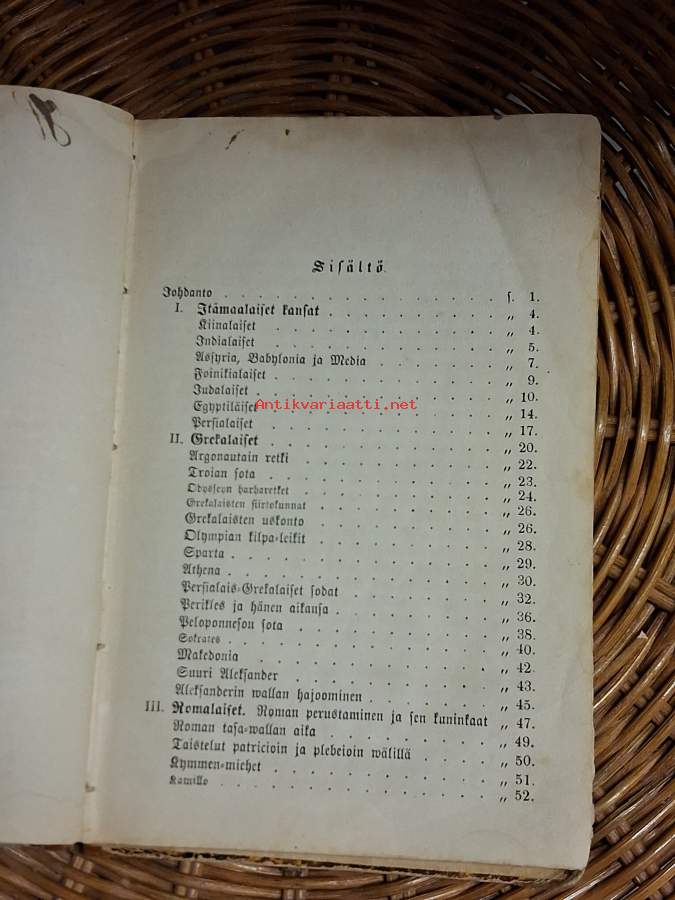 Sisältö.
Johdanto . . . s. 1.
I. Itämaalaiset kansat . . . „ 4.
Kiinalaiset . . . „ 4.
Indialaiset . . . „ 5.
Assyria, Babylonia ja Media . . . „ 7.
Foinikialaiset . . . „ 9.
Judalaiset . . . „ 10.
Egyptiläiset . . . „ 14.
Antikvariaatti.net
Persialaiset . . . „ 17.
II. Grekalaiset . . . „ 20.
Argonautain retki . . . „ 22.
Troian sota . . . „ 23.
Odysseyn harharetket . . . „ 24.
Grekalaisten siirtokunnat . . . „ 26.
Grekalaisten uskonto . . . „ 26.
Olympian kilpa-leikit . . . „ 28.
Sparta . . . „ 29.
Athena . . . „ 30.
Persialais-Grekalaiset sodat . . . „ 32.
Perikles ja hänen aikansa . . . „ 36.
Peloponneson sota . . . „ 38.
Sokrates . . . „ 40.
Makedonia . . . „ 42.
Suuri Aleksander . . . „ 43.
Aleksanderin wallan hajoominen . . . „ 45.
III. Romalaiset. Roman perustaminen ja sen kuninkaat „ 47.
Roman tasa-wallan aika . . . „ 49.
Taistelut patricioin ja plebeioin wälillä . . . „ 50.
Kymmen-miehet . . . „ 51.
Kamillo . . . „ 52.